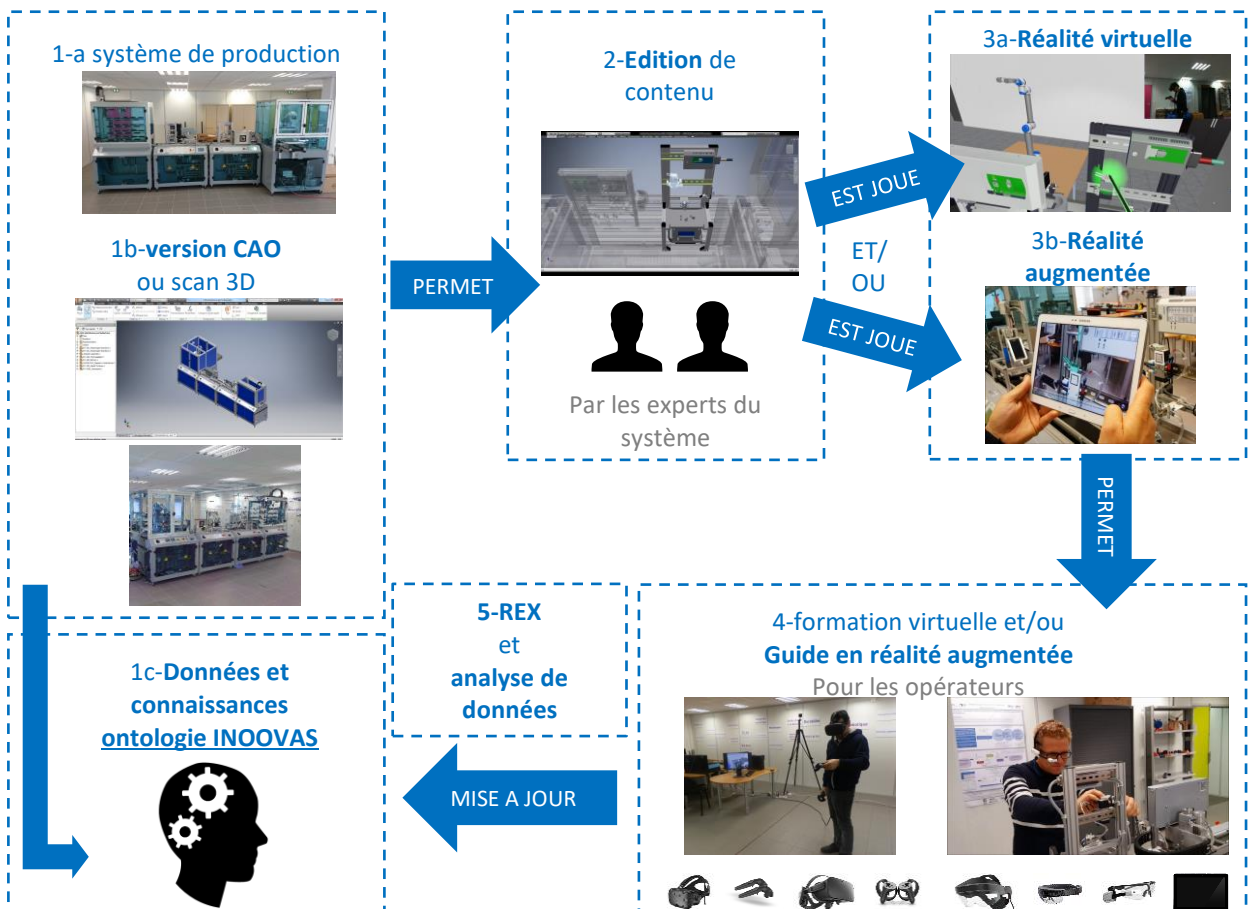 1-a système de production
1b-version CAO
ou scan 3D
PERMET
2-Edition de
contenu
Par les experts du
système
EST JOUE
ET/
OU
EST JOUE
3a-Réalité virtuelle
3b-Réalité
augmentée
PERMET
4-formation virtuelle et/ou
Guide en réalité augmentée
Pour les opérateurs
MISE A JOUR
5-REX
et
analyse de
données
1c-Données et
connaissances
ontologie INOOVAS